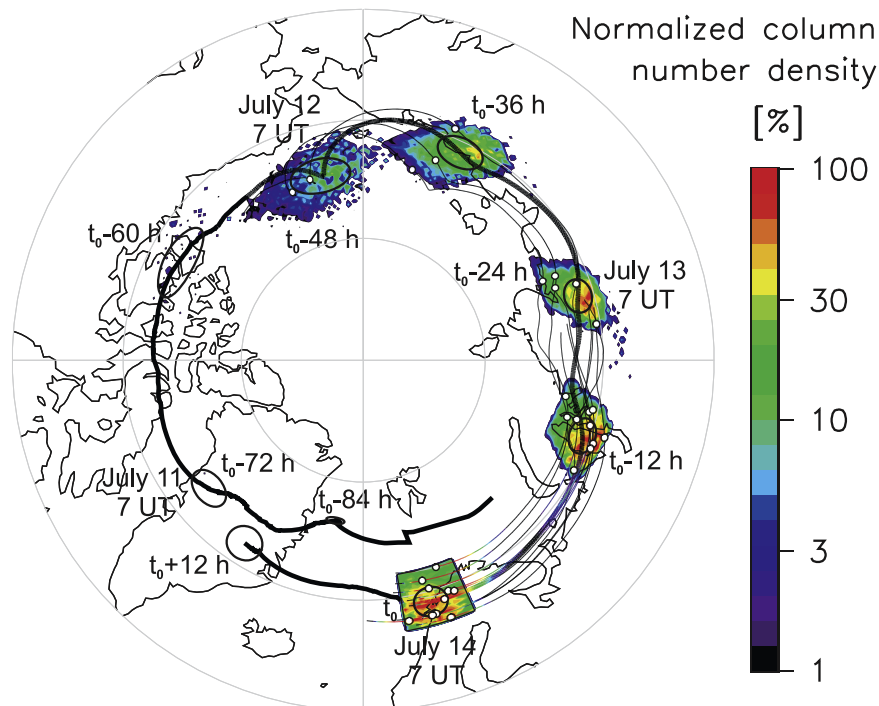 Normalized column
number density
[%]
100
30
10
3
1
July 12
7 UT
t₀-36 h
t₀-60 h
t₀-48 h
t₀-24 h
July 13
7 UT
t₀-12 h
t₀-72 h
July 11
7 UT
t₀-84 h
t₀+12 h
t₀
July 14
7 UT